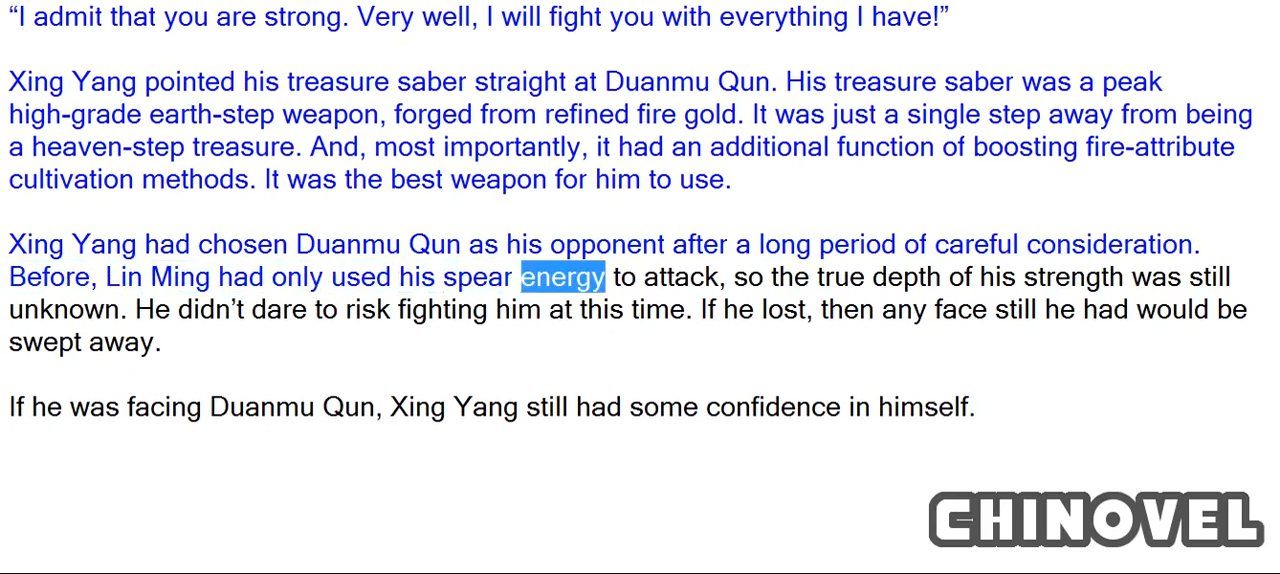 “I admit that you are strong. Very well, I will fight you with everything I have!”
Xing Yang pointed his treasure saber straight at Duanmu Qun. His treasure saber was a peak
high-grade earth-step weapon, forged from refined fire gold. It was just a single step away from being
a heaven-step treasure. And, most importantly, it had an additional function of boosting fire-attribute
cultivation methods. It was the best weapon for him to use.
Xing Yang had chosen Duanmu Qun as his opponent after a long period of careful consideration.
Before, Lin Ming had only used his spear energy to attack, so the true depth of his strength was still
unknown. He didn’t dare to risk fighting him at this time. If he lost, then any face still he had would be
swept away.
If he was facing Duanmu Qun, Xing Yang still had some confidence in himself.
CHINOVEL